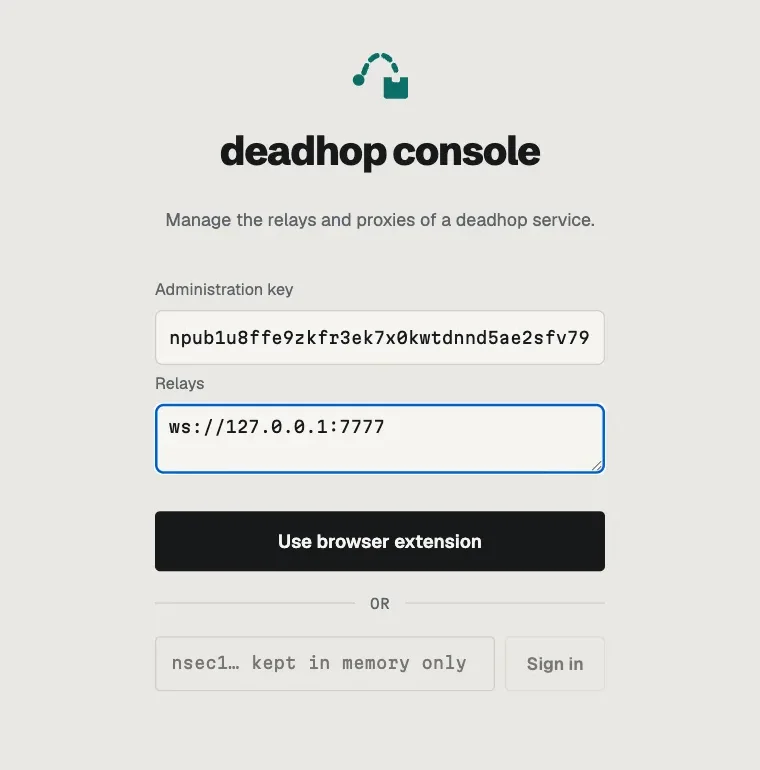 deadhop console
Manage the relays and proxies of a deadhop service.
Administration key
npub1u8ffe9zkfr3ek7x0kwtdnnd5ae2sfv79
Relays
ws://127.0.0.1:7777
Use browser extension
OR
nsec1… kept in memory only
Sign in